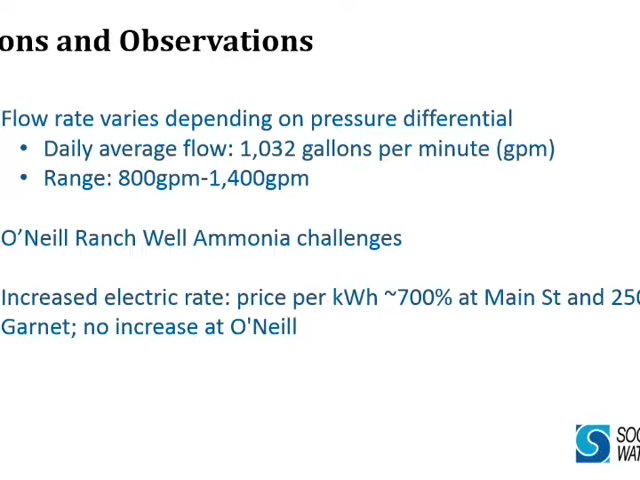 ons and Observations
Flow rate varies depending on pressure differential
• Daily average flow: 1,032 gallons per minute (gpm)
• Range: 800gpm-1,400gpm
O’Neill Ranch Well Ammonia challenges
Increased electric rate: price per kWh ~700% at Main St and 250
Garnet; no increase at O'Neill
SOQ
WAT